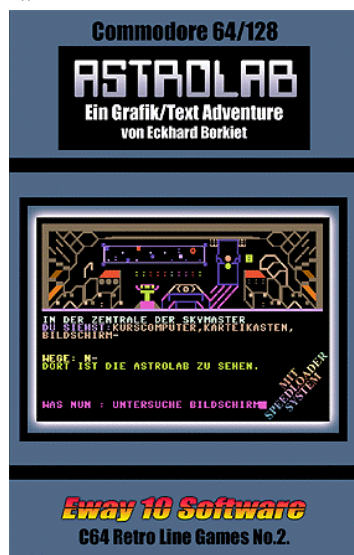 Commodore 64/128
ASTROLAB
Ein Grafik/Text Adventure
von Eckhard Borkiet
IN DER ZENTRALE DER SKYMASTER
DU SIEHST:KURSCOMPUTER,KARTEIKASTEN,
BILDSCHIRM-
WEGE: N-
DORT IST DIE ASTROLAB ZU SEHEN.
WAS NUN : UNTERSUCHE BILDSCHIRM
MIT
SPEEDLOADER
SYSTEM
Eway 10 Software
C64 Retro Line Games No.2.